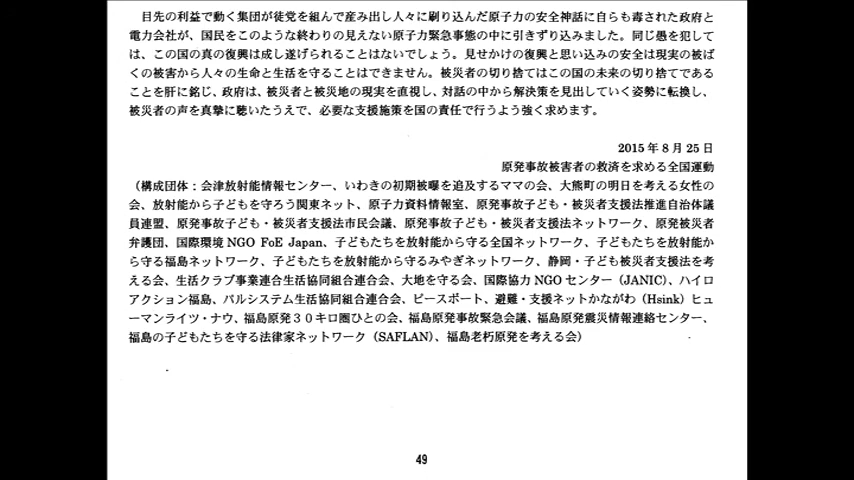 目先の利益で動く集団が徒党を組んで産み出し人々に刷り込んだ原子力の安全神話に自らも毒された政府と
電力会社が、国民をこのような終わりの見えない原子力緊急事態の中に引きずり込みました。同じ愚を犯して
は、この国の真の復興は成し遂げられることはないでしょう。見せかけの復興と思い込みの安全は現実の被ば
くの被害から人々の生命と生活を守ることはできません。被災者の切り捨てはこの国の未来の切り捨てである
ことを肝に銘じ、政府は、被災者と被災地の現実を直視し、対話の中から解決策を見出していく姿勢に転換し、
被災者の声を真摯に聴いたうえで、必要な支援施策を国の責任で行うよう強く求めます。
2015年8月25日
原発事故被害者の救済を求める全国運動
（構成団体：会津放射能情報センター、いわきの初期被曝を追及するママの会、大熊町の明日を考える女性の
会、放射能から子どもを守ろう関東ネット、原子力資料情報室、原発事故子ども・被災者支援法推進自治体議
員連盟、原発事故子ども・被災者支援法市民会議、原発事故子ども・被災者支援法ネットワーク、原発被災者
弁護団、国際環境NGO FoE Japan、子どもたちを放射能から守る全国ネットワーク、子どもたちを放射能か
ら守る福島ネットワーク、子どもたちを放射能から守るみやぎネットワーク、静岡・子ども被災者支援法を考
える会、生活クラブ事業連合生活協同組合連合会、大地を守る会、国際協力NGOセンター（JANIC）、ハイロ
アクション福島、パルシステム生活協同組合連合会、ピースボート、避難・支援ネットかながわ（Hsink）ヒュ
ーマンライツ・ナウ、福島原発３０キロ圏ひとの会、福島原発事故緊急会議、福島原発震災情報連絡センター、
福島の子どもたちを守る法律家ネットワーク（SAFLAN）、福島老朽原発を考える会）
49